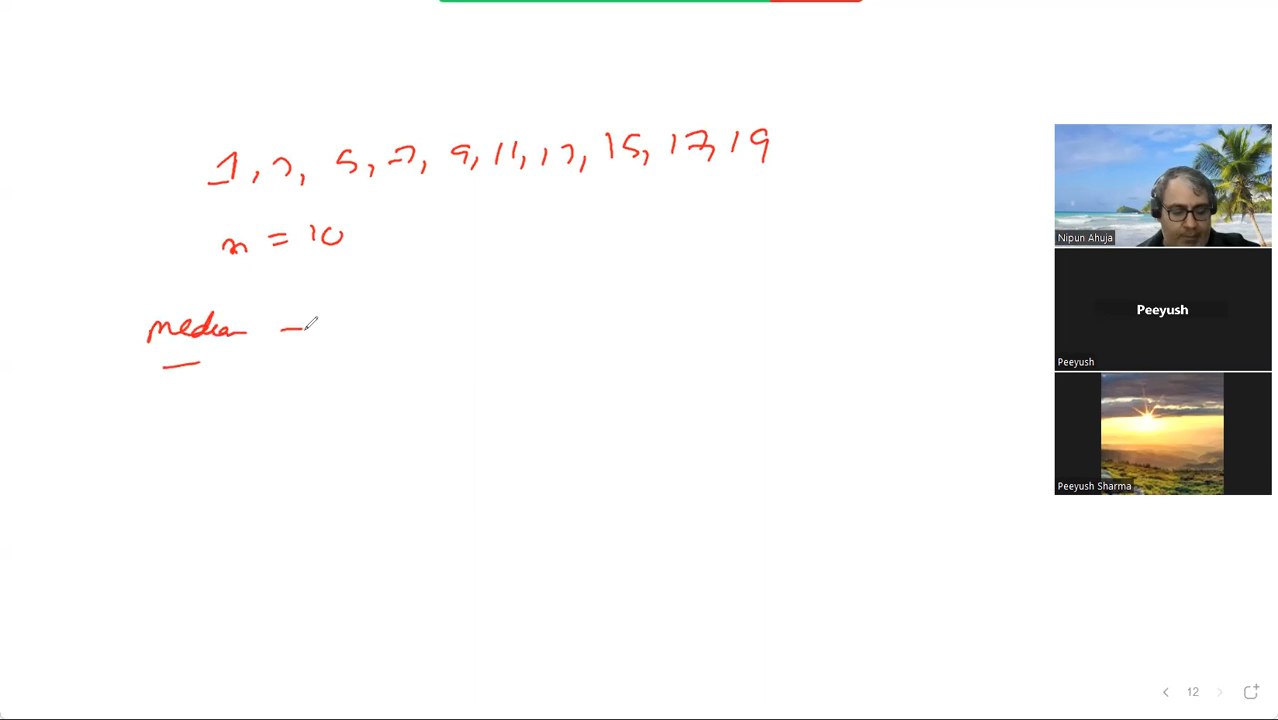 1, 3, 5, 7, 9, 11, 13, 15, 17, 19
n = 10
median -
Nipun Ahuja
Peeyush
Peeyush
Peeyush Sharma
12